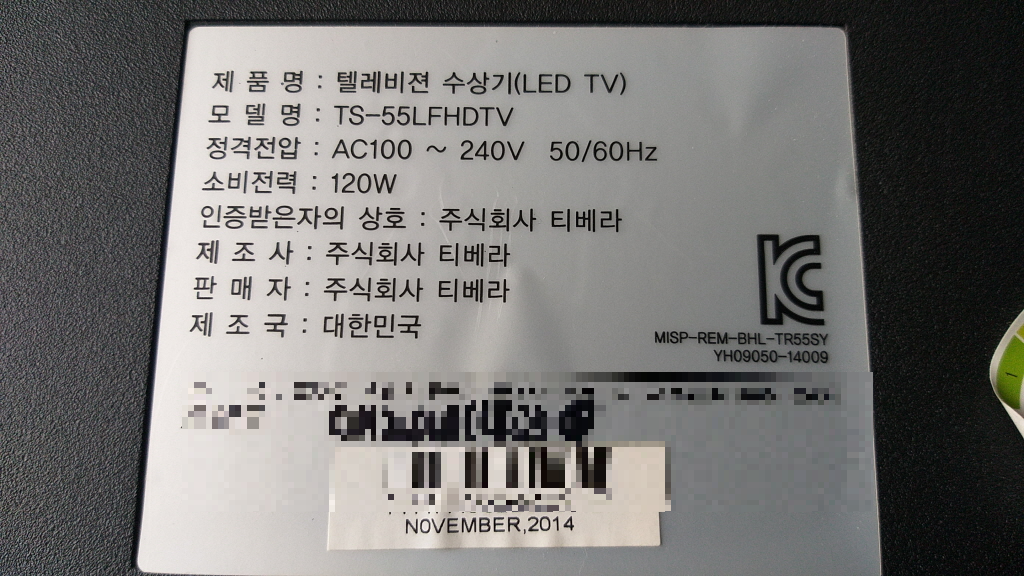 제 품 명 : 텔레비젼 수상기(LED TV)
모 델 명 : TS-55LFHDTV
정격전압 : AC100 ~ 240V 50/60Hz
소비전력 : 120W
인증받은자의 상호 : 주식회사 티베라
제 조 사 : 주식회사 티베라
판 매 자 : 주식회사 티베라
제 조 국 : 대한민국
KC
MISP-REM-BHL-TR55SY
YH09050-14009
NOVEMBER,2014